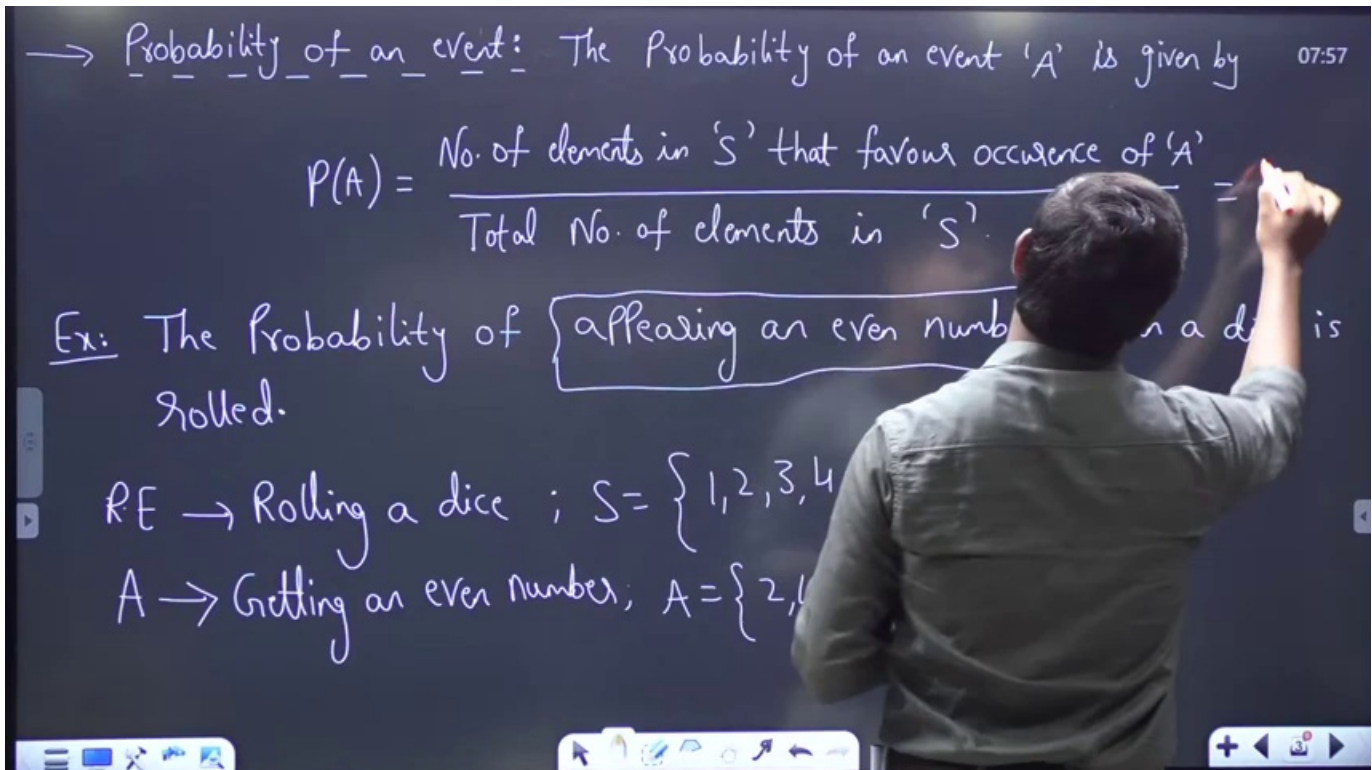 → Probability of an event: The Probability of an event 'A' is given by 07:57
P(A) = No. of elements in 'S' that favour occurence of 'A' =
Total No. of elements in 'S'.
Ex: The Probability of appearing an even numb a is
rolled.
R.E → Rolling a dice ; S = { 1, 2, 3, 4
A → Getting an even number; A = { 2,
3